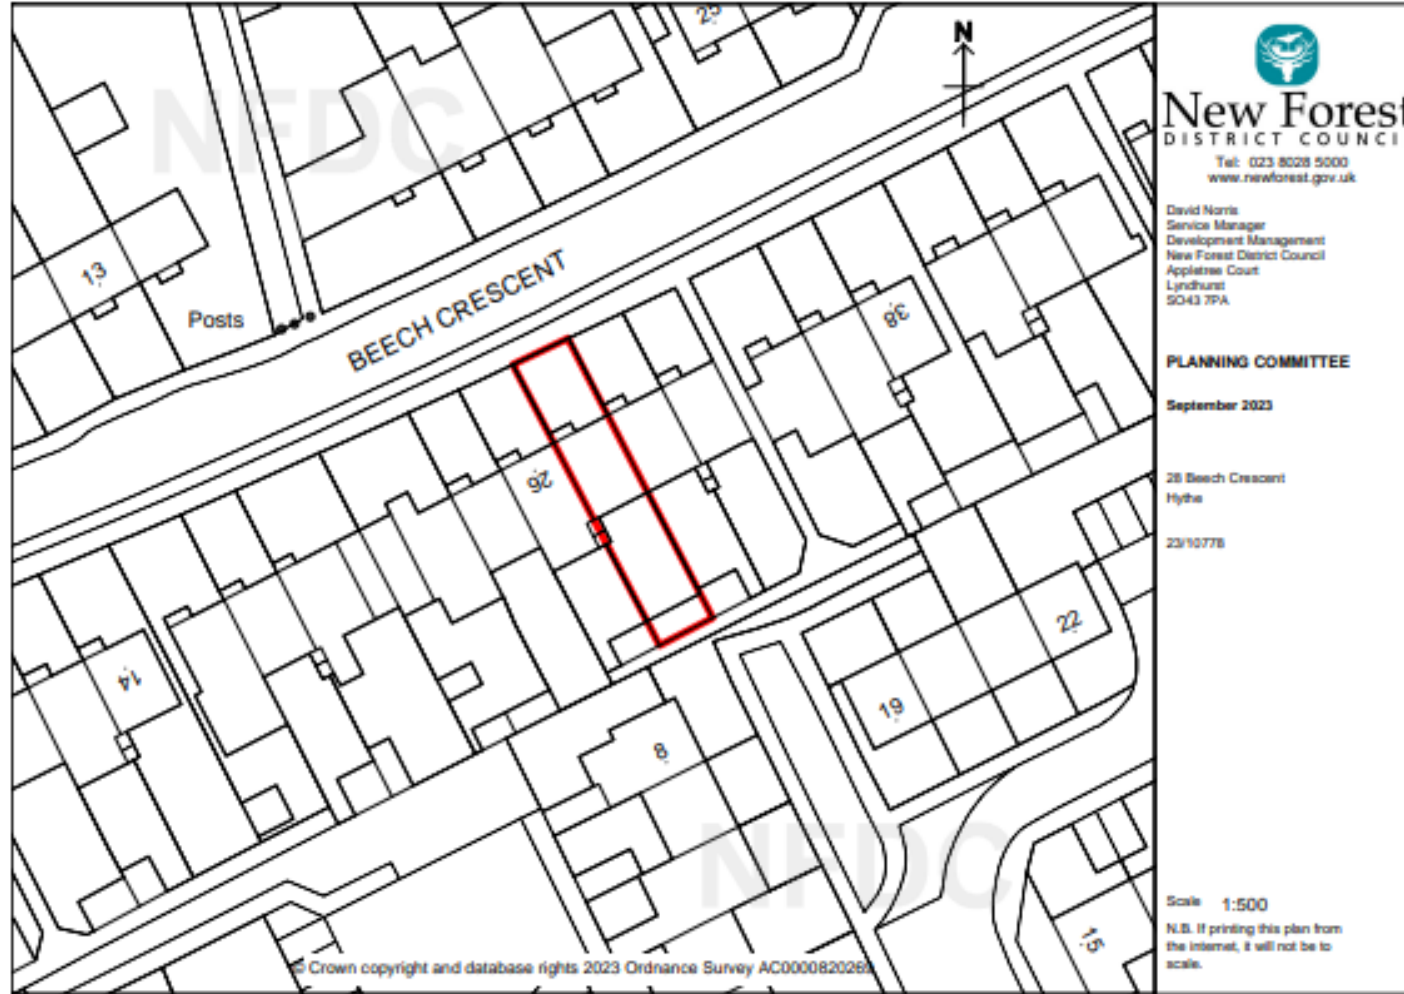 25
N
NFDC
13
Posts
BEECH CRESCENT
38
26
14
22
19
8
NFDC
15
© Crown copyright and database rights 2023 Ordnance Survey
New Forest
DISTRICT COUNCI
Tel: 023 8028 5000
www.newforest.gov.uk
David Norris
Service Manager
Development Management
New Forest District Council
Appletree Court
Lyndhurst
SO43 7PA
PLANNING COMMITTEE
September 2023
28 Beech Crescent
Hythe
23/10778
Scale 1:500
N.B. If printing this plan from
the internet, it will not be to
scale.